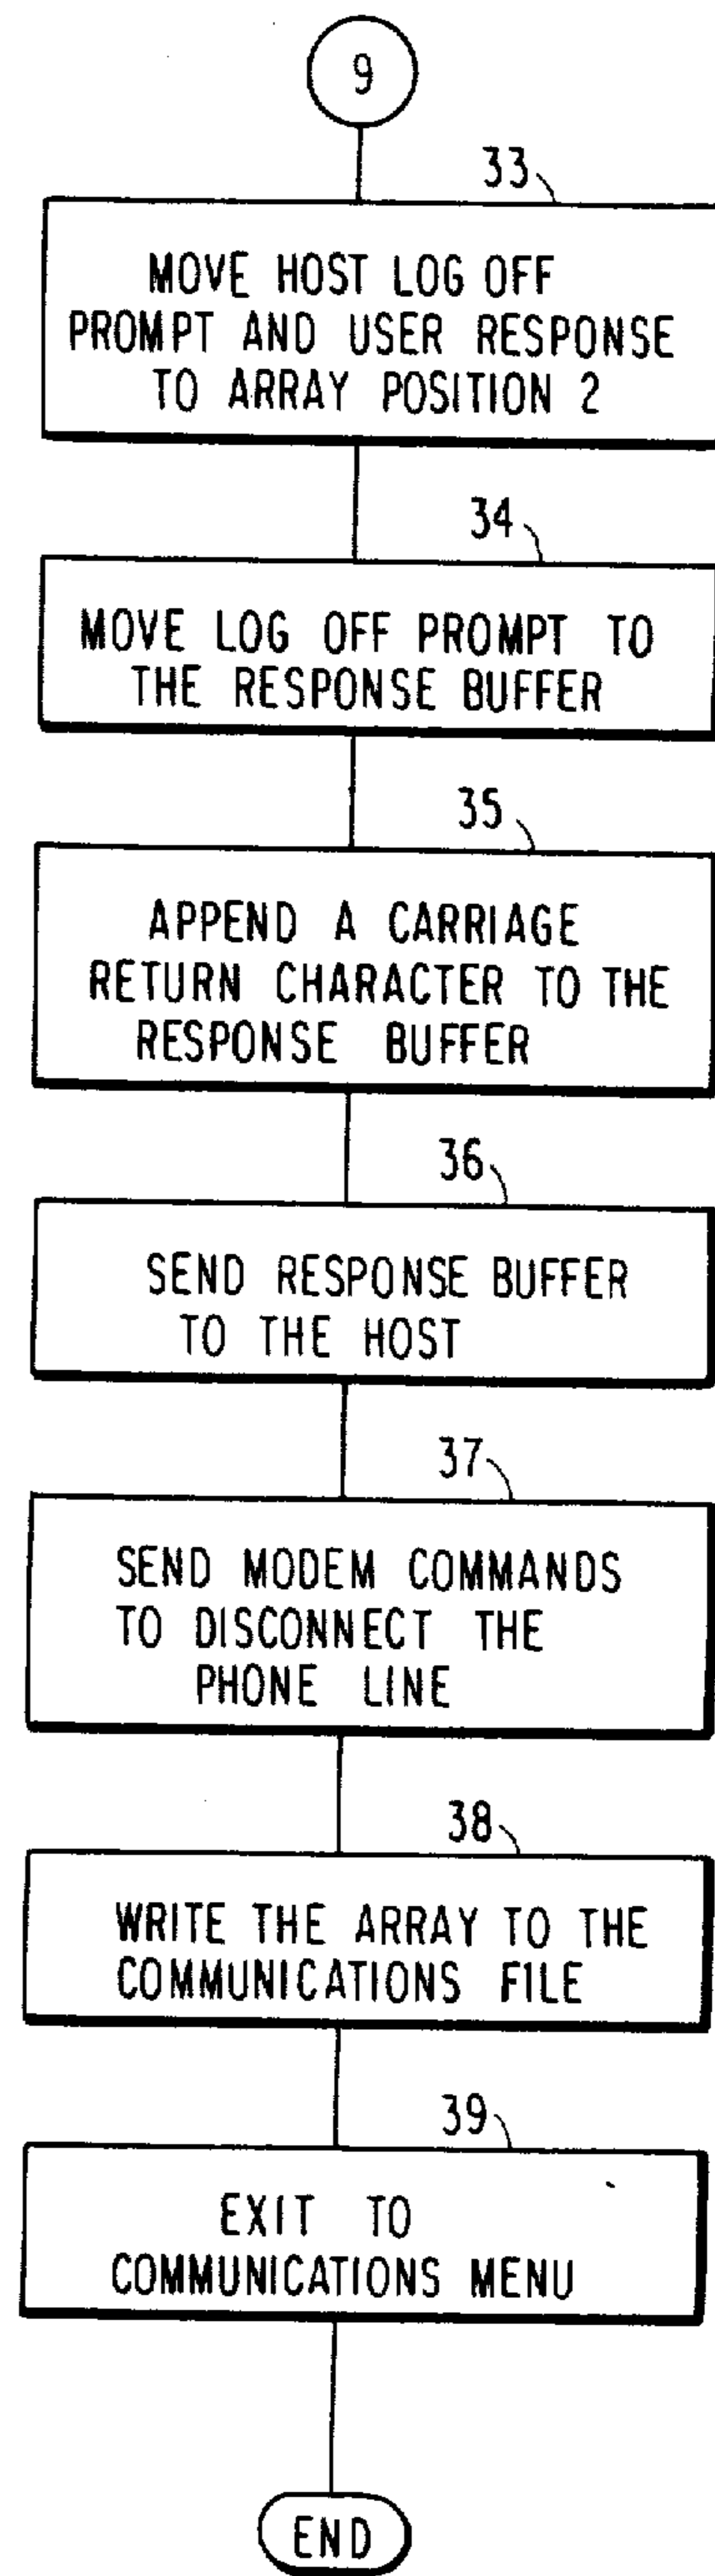 9
33
MOVE HOST LOG OFF
PROMPT AND USER RESPONSE
TO ARRAY POSITION 2
34
MOVE LOG OFF PROMPT TO
THE RESPONSE BUFFER
35
APPEND A CARRIAGE
RETURN CHARACTER TO THE
RESPONSE BUFFER
36
SEND RESPONSE BUFFER
TO THE HOST
37
SEND MODEM COMMANDS
TO DISCONNECT THE
PHONE LINE
38
WRITE THE ARRAY TO THE
COMMUNICATIONS FILE
39
EXIT TO
COMMUNICATIONS MENU
END